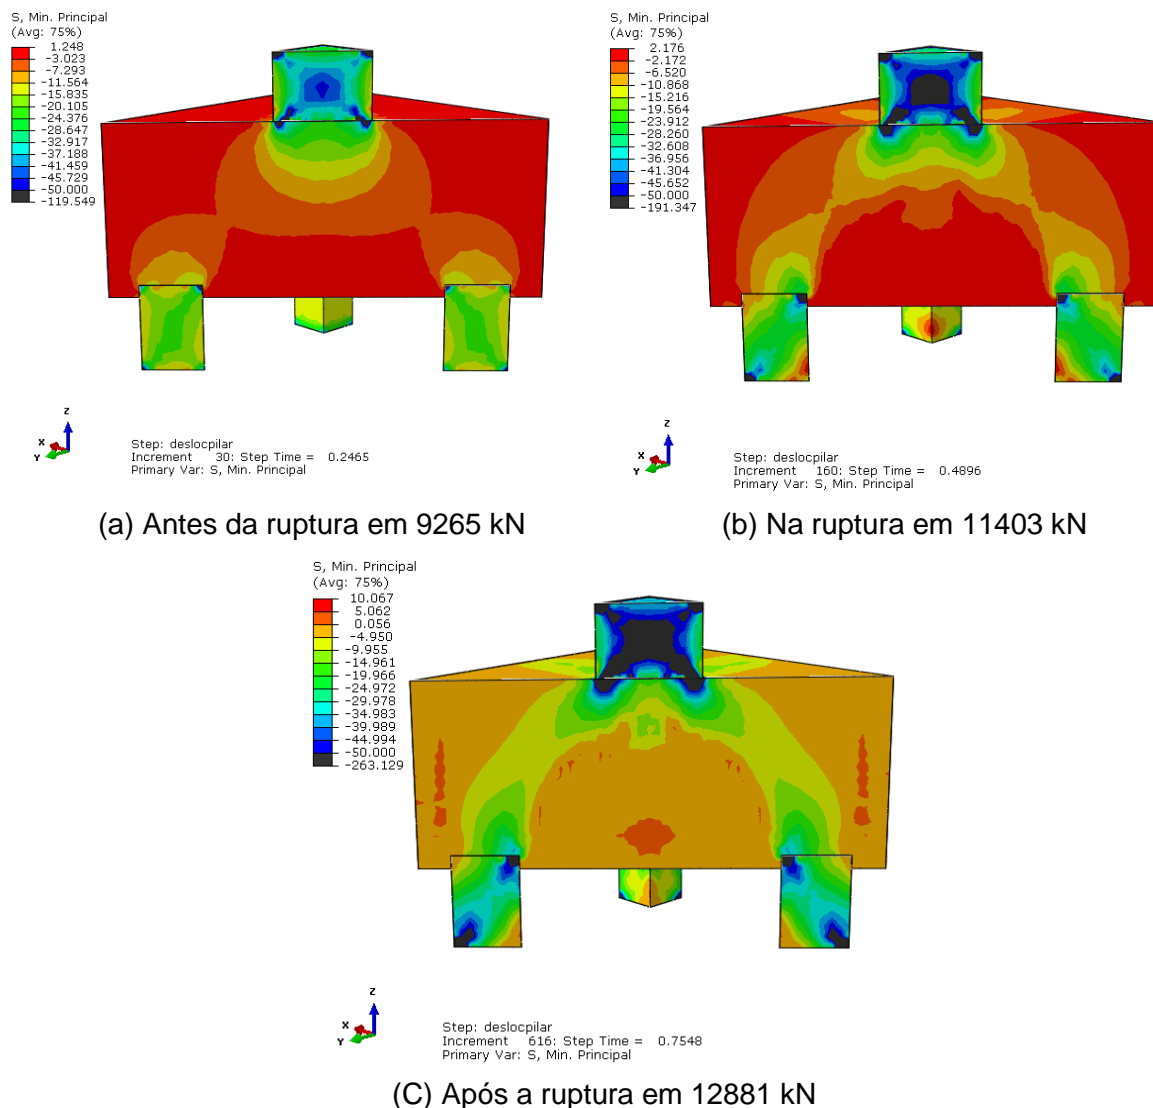 S, Min. Principal
(Avg: 75%)
1.248
-3.023
-7.293
-11.564
-15.835
-20.105
-24.376
-28.647
-32.917
-37.188
-41.459
-45.729
-50.000
-119.549
Z
X
Y
Step: deslocpilar
Increment 30: Step Time = 0.2465
Primary Var: S, Min. Principal
(a) Antes da ruptura em 9265 kN
S, Min. Principal
(Avg: 75%)
2.176
-2.172
-6.520
-10.868
-15.216
-19.564
-23.912
-28.260
-32.608
-36.956
-41.304
-45.652
-50.000
-191.347
Z
X
Y
Step: deslocpilar
Increment 160: Step Time = 0.4896
Primary Var: S, Min. Principal
(b) Na ruptura em 11403 kN
S, Min. Principal
(Avg: 75%)
10.067
5.062
0.056
-4.950
-9.955
-14.961
-19.966
-24.972
-29.978
-34.983
-39.989
-44.994
-50.000
-263.129
Z
X
Y
Step: deslocpilar
Increment 616: Step Time = 0.7548
Primary Var: S, Min. Principal
(C) Após a ruptura em 12881 kN